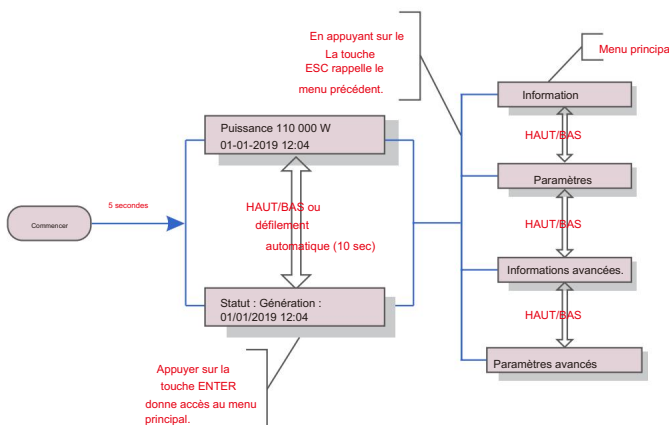 En appuyant sur le
La touche
ESC rappelle le
menu précédent.
Menu principa
Information
Puissance 110 000 W
01-01-2019 12:04
HAUT/BAS
Paramètres
5 secondes
Commencer
HAUT/BAS ou
défilement
automatique (10 sec)
HAUT/BAS
Informations avancées.
Statut : Génération :
01/01/2019 12:04
HAUT/BAS
Paramètres avancés
Appuyer sur la
touche ENTER
donne accès au menu
principal.